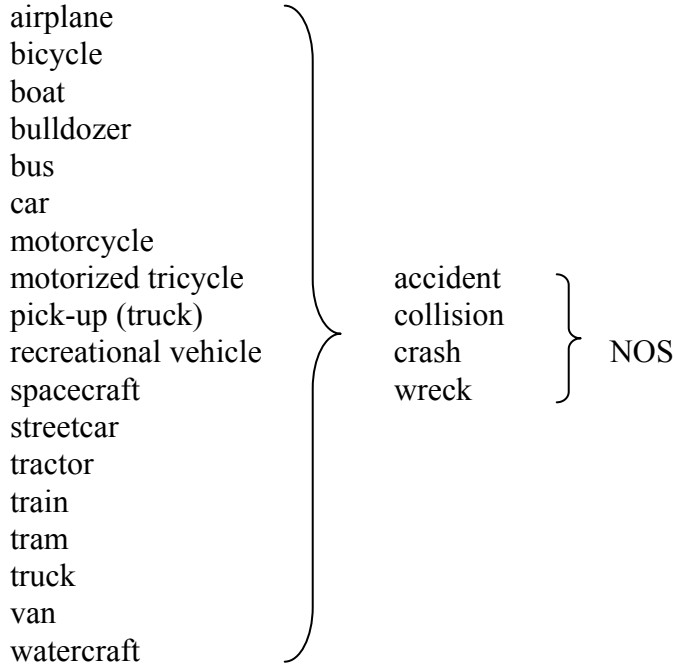 airplane
bicycle
boat
bulldozer
bus
car
motorcycle
motorized tricycle accident
pick-up (truck) collision
recreational vehicle crash NOS
spacecraft wreck
streetcar
tractor
train
tram
truck
van
watercraft